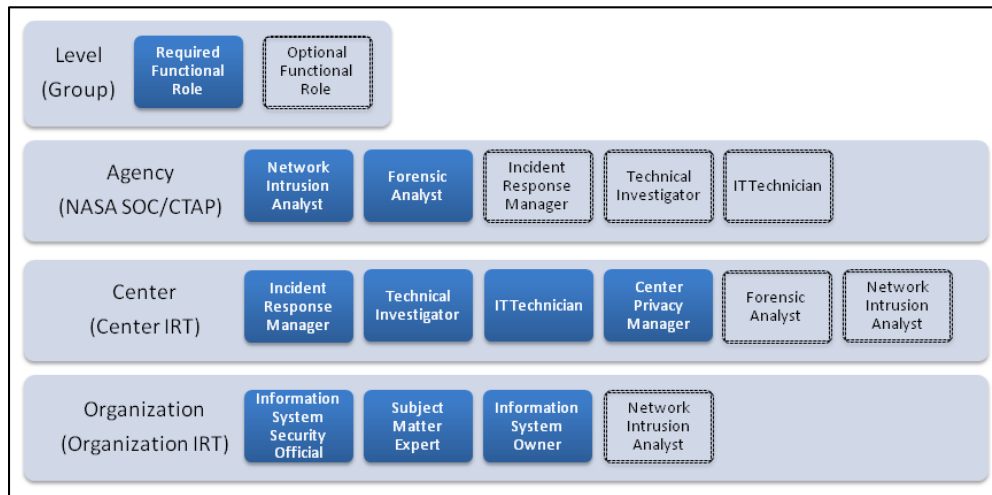 Level
(Group)
Required
Functional
Role
Optional
Functional
Role
Agency
(NASA SOC/CTAP)
Network
Intrusion
Analyst
Forensic
Analyst
Incident
Response
Manager
Technical
Investigator
IT Technician
Center
(Center IRT)
Incident
Response
Manager
Technical
Investigator
IT Technician
Center
Privacy
Manager
Forensic
Analyst
Network
Intrusion
Analyst
Organization
(Organization IRT)
Information
System
Security
Official
Subject
Matter
Expert
Information
System
Owner
Network
Intrusion
Analyst